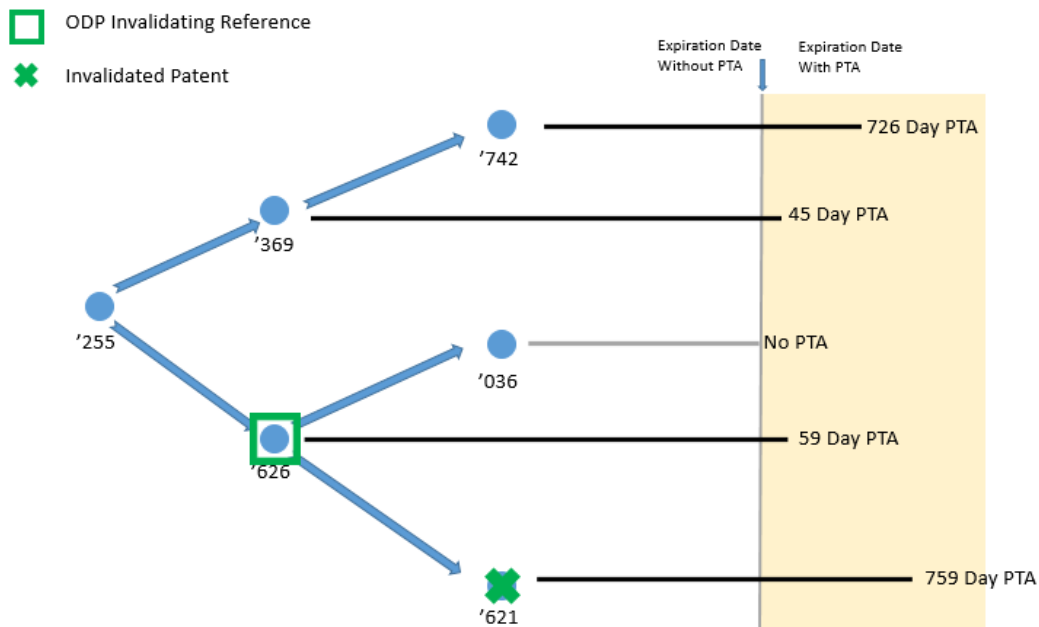 ODP Invalidating Reference
Invalidated Patent
Expiration Date
Without PTA
Expiration Date
With PTA
’742
726 Day PTA
’369
45 Day PTA
’255
’036
No PTA
’626
59 Day PTA
’621
759 Day PTA